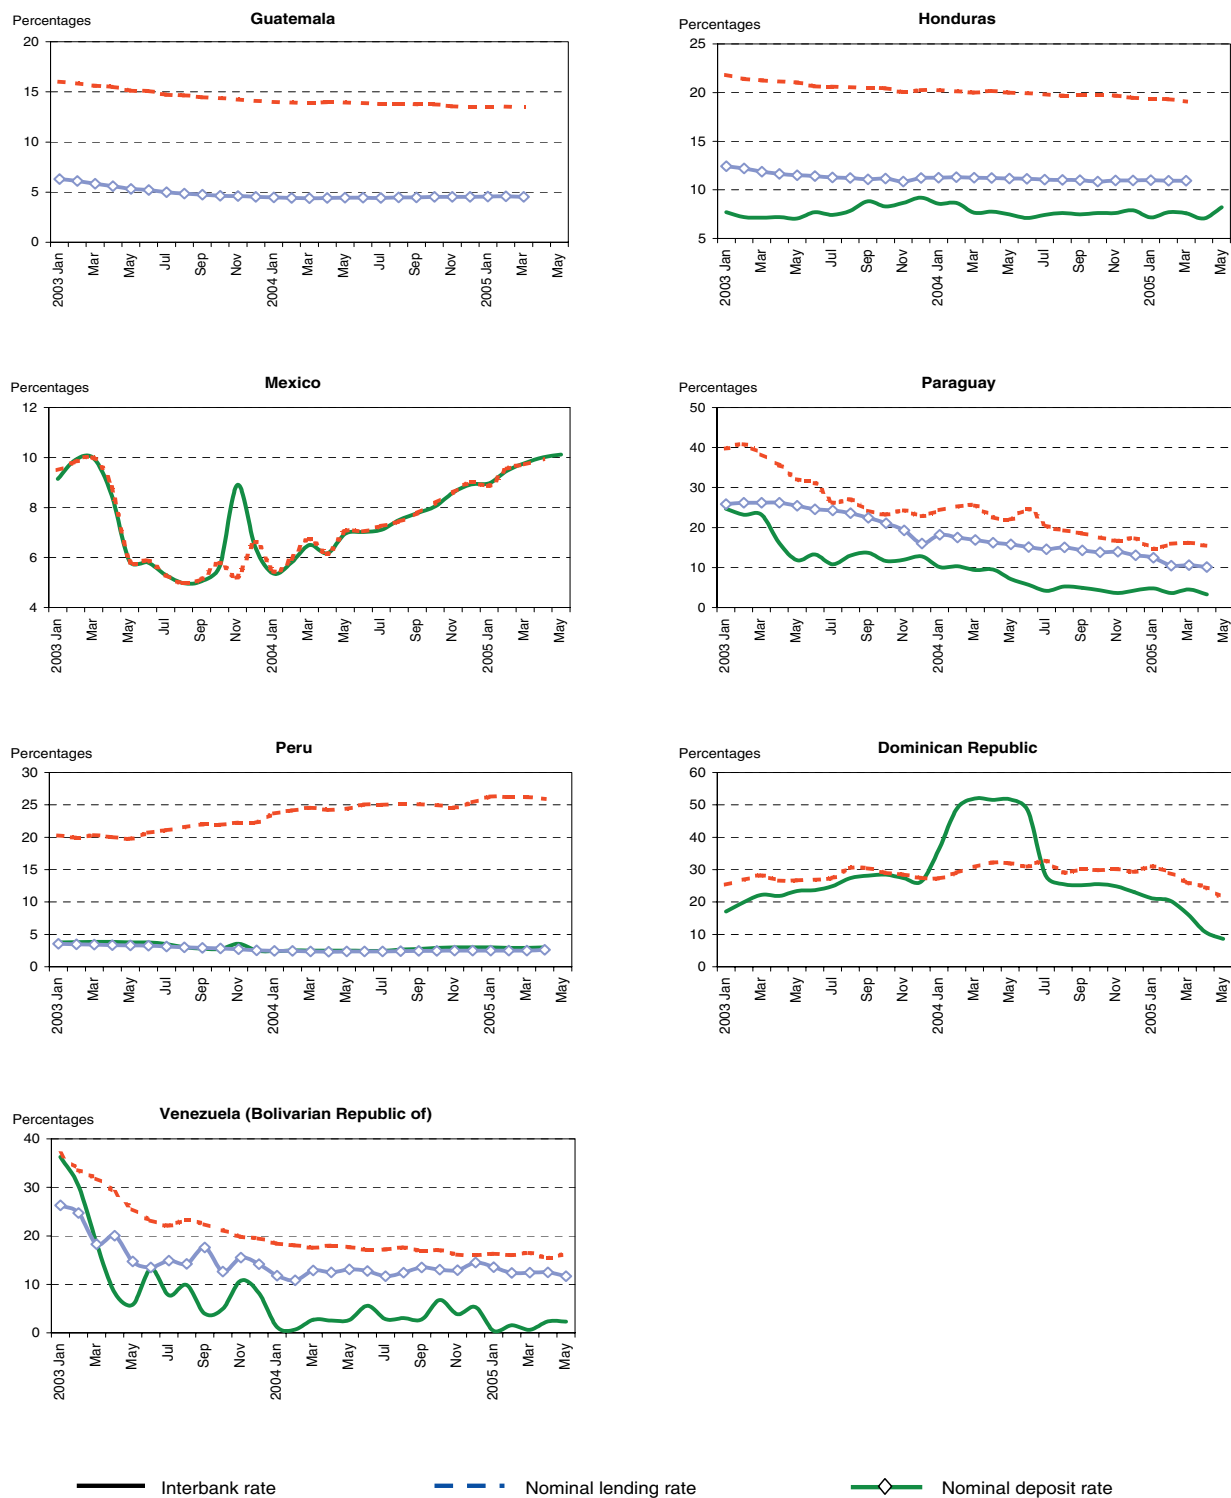 Percentages
Guatemala
20
15
10
5
0
2003 Jan
Mar
May
Jul
Sep
Nov
2004 Jan
Mar
May
Jul
Sep
Nov
2005 Jan
Mar
May
Percentages
Honduras
25
20
15
10
5
2003 Jan
Mar
May
Jul
Sep
Nov
2004 Jan
Mar
May
Jul
Sep
Nov
2005 Jan
Mar
May
Percentages
Mexico
12
10
8
6
4
2003 Jan
Mar
May
Jul
Sep
Nov
2004 Jan
Mar
May
Jul
Sep
Nov
2005 Jan
Mar
May
Percentages
Paraguay
50
40
30
20
10
0
2003 Jan
Mar
May
Jul
Sep
Nov
2004 Jan
Mar
May
Jul
Sep
Nov
2005 Jan
Mar
May
Percentages
Peru
30
25
20
15
10
5
0
2003 Jan
Mar
May
Jul
Sep
Nov
2004 Jan
Mar
May
Jul
Sep
Nov
2005 Jan
Mar
May
Percentages
Dominican Republic
60
50
40
30
20
10
0
2003 Jan
Mar
May
Jul
Sep
Nov
2004 Jan
Mar
May
Jul
Sep
Nov
2005 Jan
Mar
May
Percentages
Venezuela (Bolivarian Republic of)
40
30
20
10
0
2003 Jan
Mar
May
Jul
Sep
Nov
2004 Jan
Mar
May
Jul
Sep
Nov
2005 Jan
Mar
May
Interbank rate
Nominal lending rate
Nominal deposit rate